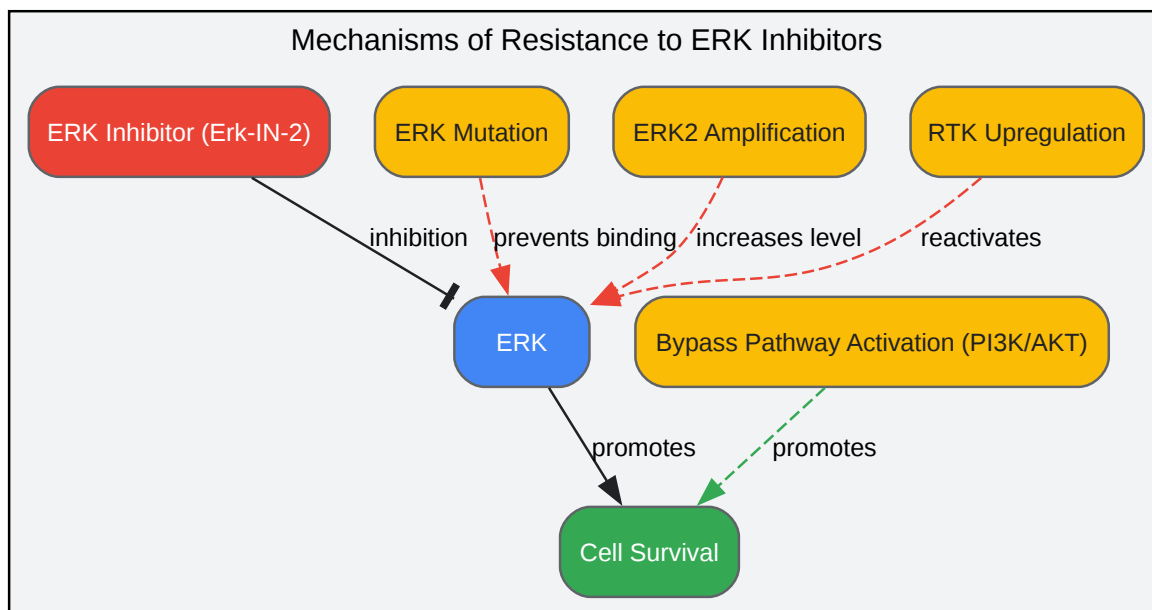 Mechanisms of Resistance to ERK Inhibitors
ERK Inhibitor (Erk-IN-2)
ERK Mutation
ERK2 Amplification
RTK Upregulation
inhibition
prevents binding
increases level
reactivates
ERK
Bypass Pathway Activation (PI3K/AKT)
promotes
promotes
Cell Survival